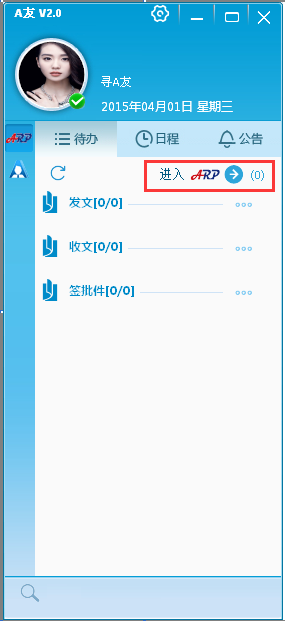 A友 V2.0
寻A友
2015年04月01日 星期三
ARP 待办 日程 公告
进入 ARP (0)
发文[0/0]
收文[0/0]
签批件[0/0]